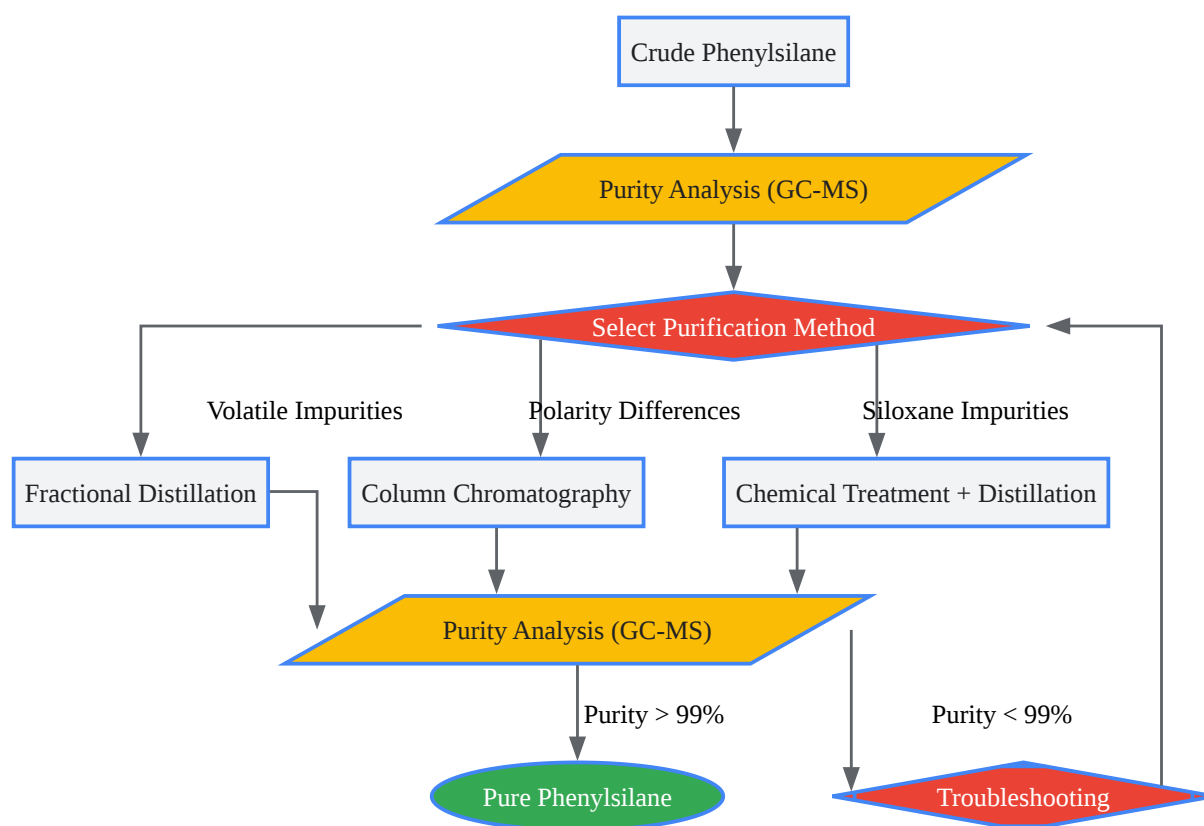 Crude Phenylsilane
Purity Analysis (GC-MS)
Select Purification Method
Volatile Impurities
Polarity Differences
Siloxane Impurities
Fractional Distillation
Column Chromatography
Chemical Treatment + Distillation
Purity Analysis (GC-MS)
Purity > 99%
Purity < 99%
Pure Phenylsilane
Troubleshooting